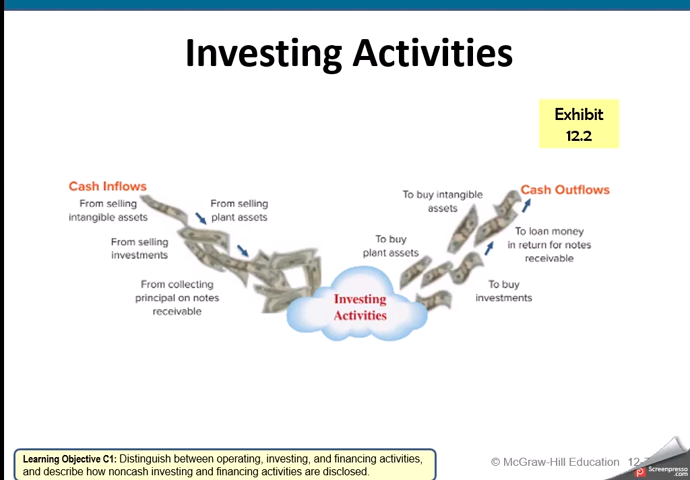 Investing Activities
Exhibit
12.2
Cash Inflows
From selling
intangible assets
From selling
plant assets
From selling
investments
From collecting
principal on notes
receivable
Investing
Activities
To buy intangible
assets
Cash Outflows
To buy
plant assets
To loan money
in return for notes
receivable
To buy
investments
Learning Objective C1: Distinguish between operating, investing, and financing activities,
and describe how noncash investing and financing activities are disclosed.
© McGraw-Hill Education
Screenpresso
.com